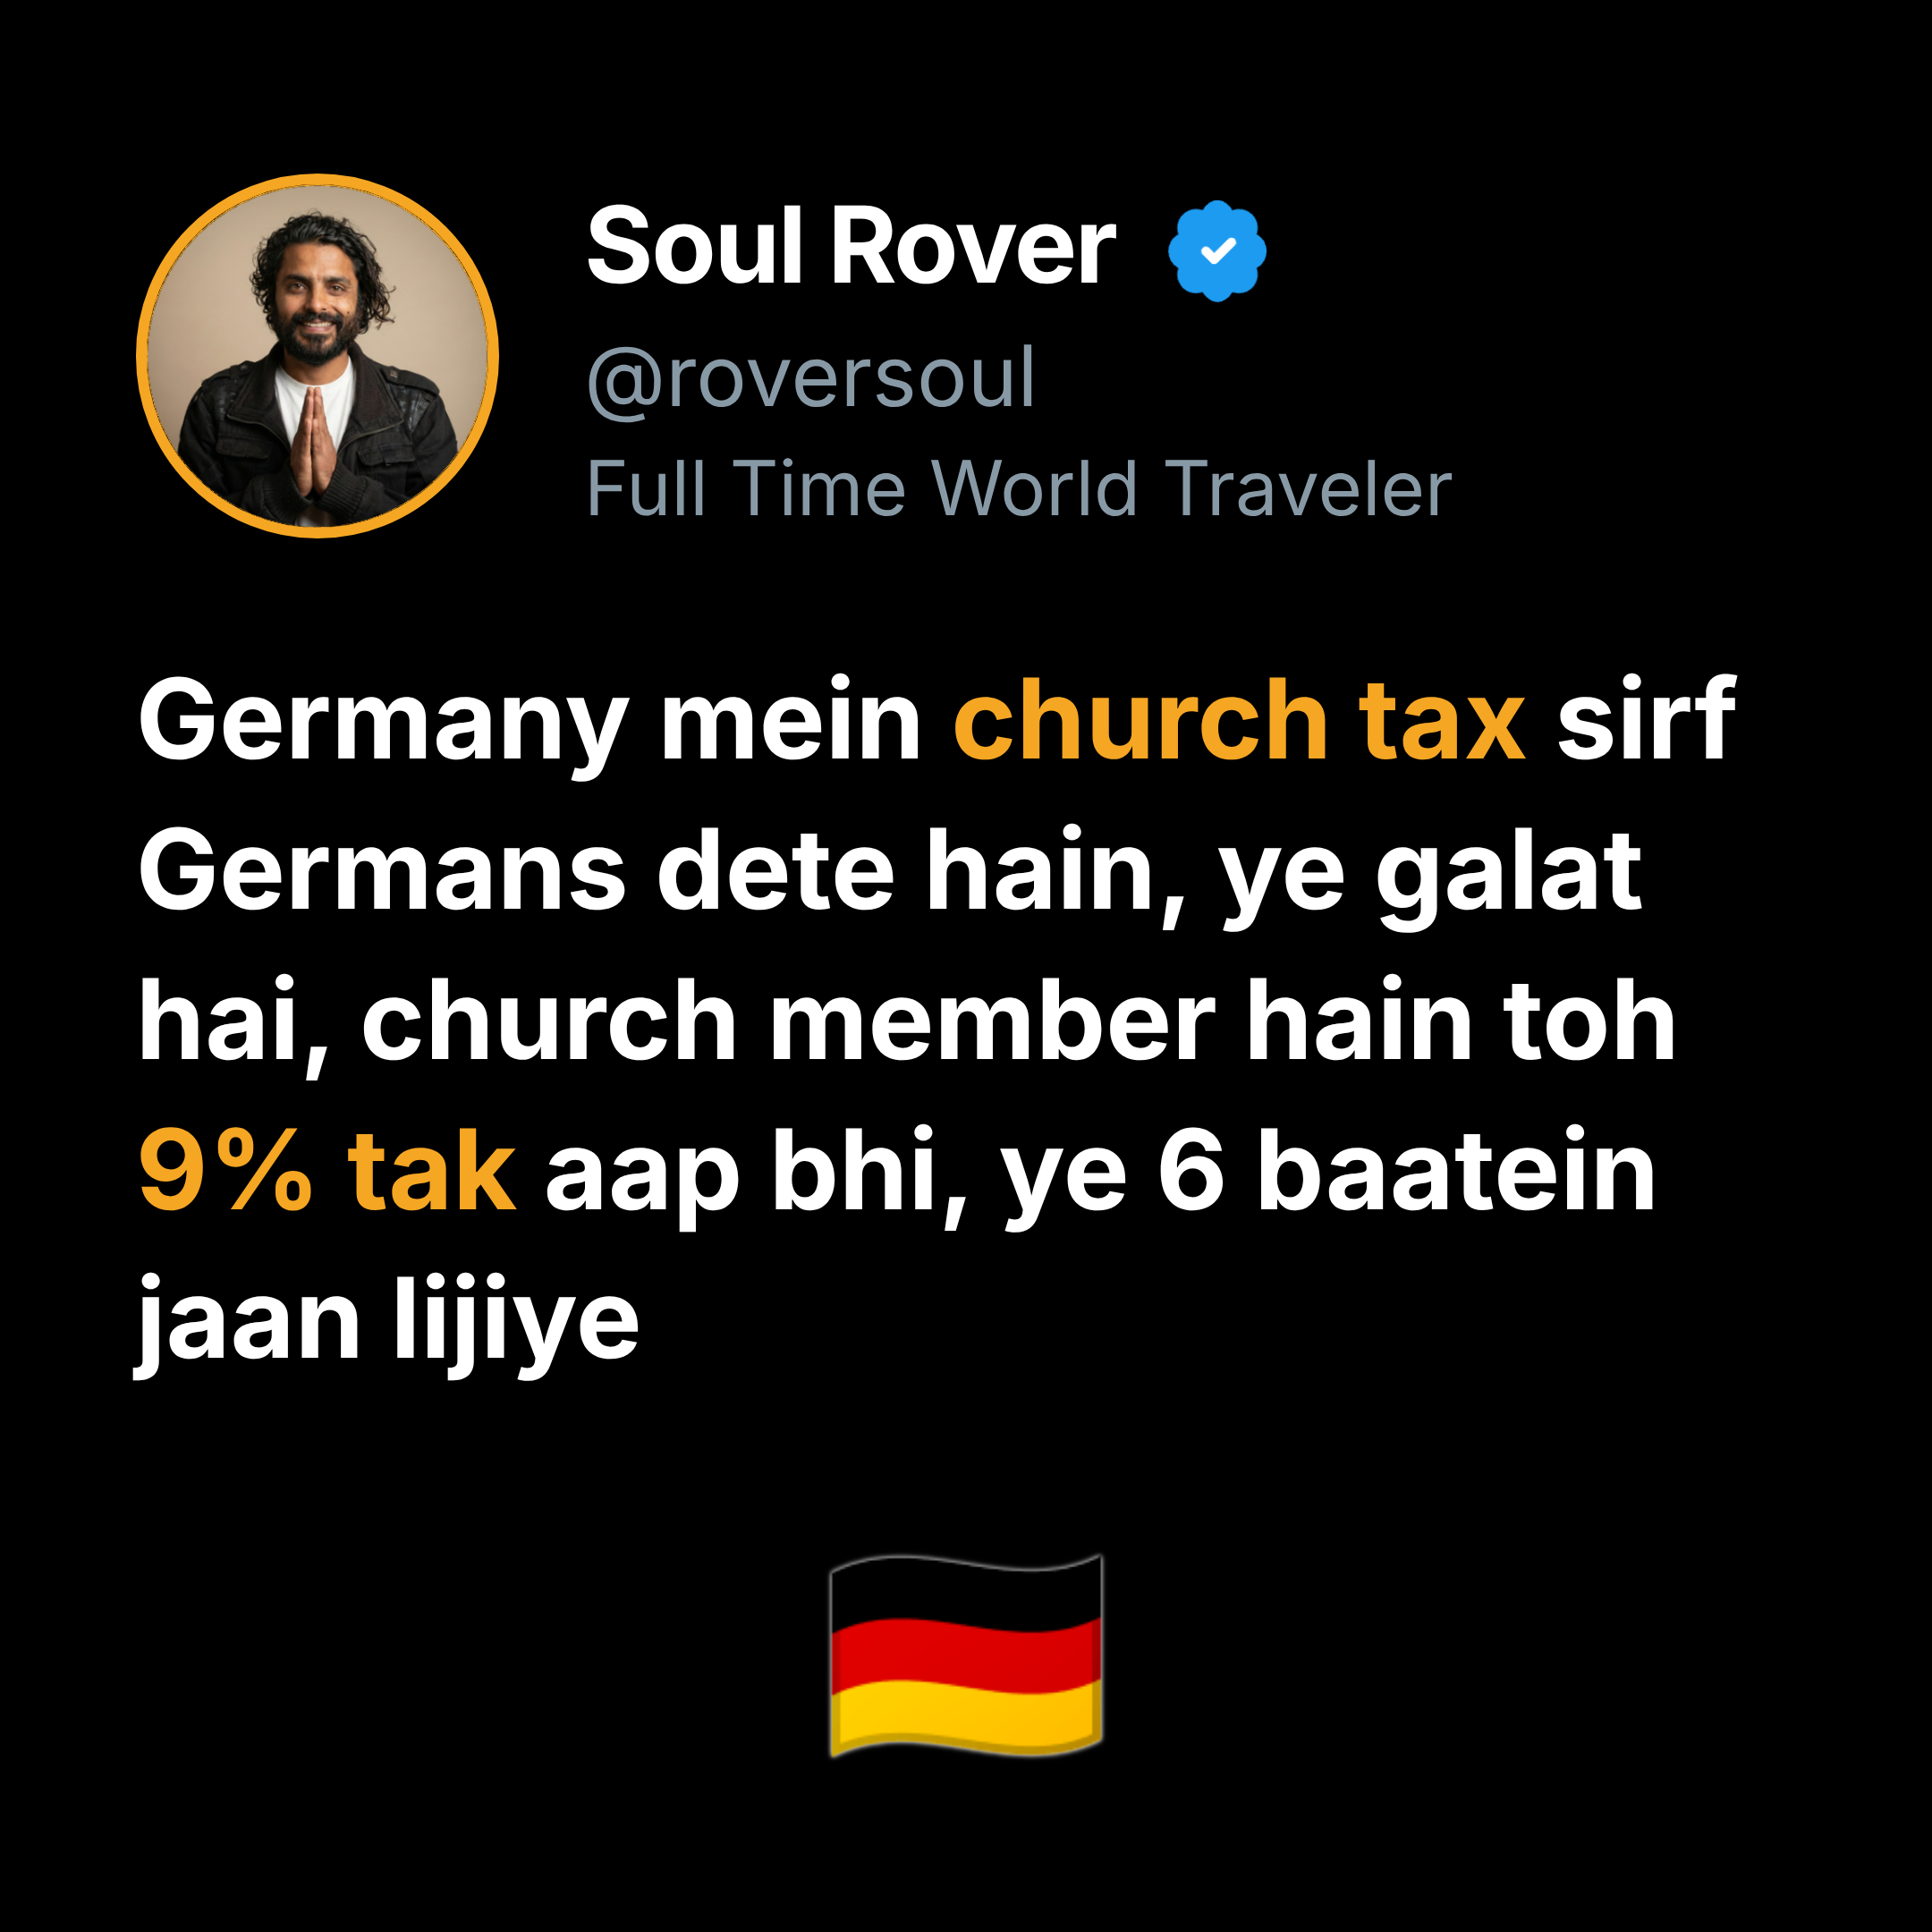 Soul Rover
@roversoul
Full Time World Traveler
Germany mein church tax sirf
Germans dete hain, ye galat
hai, church member hain toh
9% tak aap bhi, ye 6 baatein
jaan lijiye